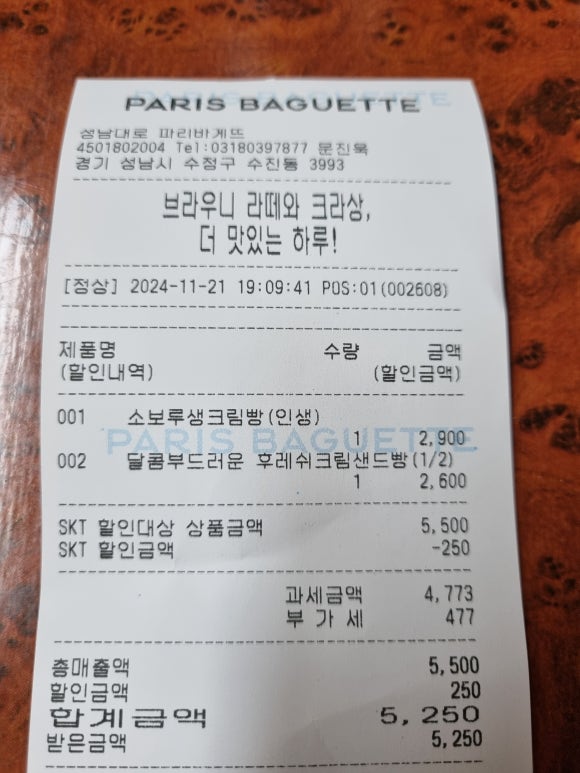 PARIS BAGUETTE
성남대로 파리바게뜨
4501802004 Tel:03180397877 문진욱
경기 성남시 수정구 수진동 3993
브라우니 라떼와 크라상,
더 맛있는 하루!
[정상] 2024-11-21 19:09:41 POS:01(002608)
제품명 수량 금액
(할인내역) (할인금액)
001 소보루생크림빵(인생)
1 2,900
PARIS BAGUETTE
002 달콤부드러운 후레쉬크림샌드빵(1/2)
1 2,600
SKT 할인대상 상품금액 5,500
SKT 할인금액 -250
과세금액 4,773
부 가 세 477
총매출액 5,500
할인금액 250
합계금액 5,250
받은금액 5,250